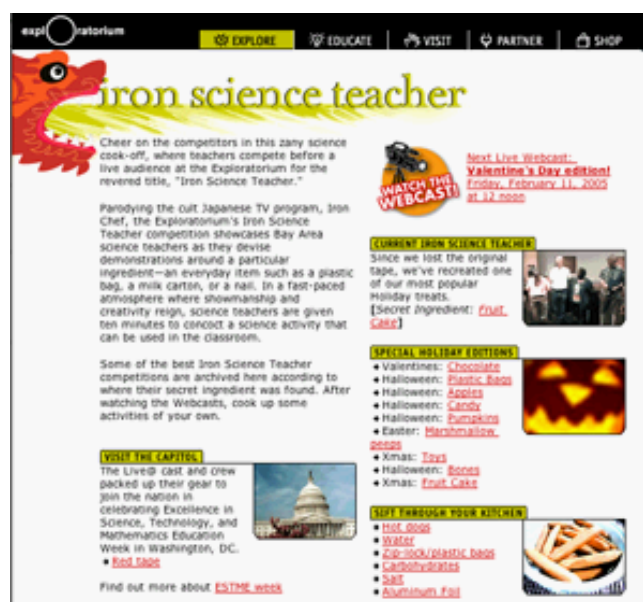 exploratorium
EXPLORE
EDUCATE
VISIT
PARTNER
SHOP
iron science teacher
Cheer on the competitors in this zany science
cook-off, where teachers compete before a
live audience at the Exploratorium for the
revered title, "Iron Science Teacher."
Parodying the cult Japanese TV program, Iron
Chef, the Exploratorium's Iron Science
Teacher competition showcases Bay Area
science teachers as they devise
demonstrations around a particular
ingredient—an everyday item such as a plastic
bag, a milk carton, or a nail. In a fast-paced
atmosphere where showmanship and
creativity reign, science teachers are given
ten minutes to concoct a science activity that
can be used in the classroom.
Some of the best Iron Science Teacher
competitions are archived here according to
where their secret ingredient was found. After
watching the Webcasts, cook up some
activities of your own.
VISIT THE CAPITOL
The Live@ cast and crew
packed up their gear to
join the nation in
celebrating Excellence in
Science, Technology, and
Mathematics Education
Week in Washington, DC.
Red tape
Find out more about ESTME week
WATCH THE
WEBCAST!
Next Live Webcast:
Valentine's Day edition!
Friday, February 11, 2005
at 12 noon
CURRENT IRON SCIENCE TEACHER
Since we lost the original
tape, we've recreated one
of our most popular
Holiday treats.
[Secret Ingredient: Fruit
Cake]
SPECIAL HOLIDAY EDITIONS
Valentines: Chocolate
Halloween: Plastic Bags
Halloween: Apples
Halloween: Candy
Halloween: Pumpkins
Easter: Marshmallow
peeps
Xmas: Toys
Halloween: Bones
Xmas: Fruit Cake
SIFT THROUGH YOUR KITCHEN
Hot dogs
Water
Zip-lock/plastic bags
Carbohydrates
Salt
Aluminum Foil